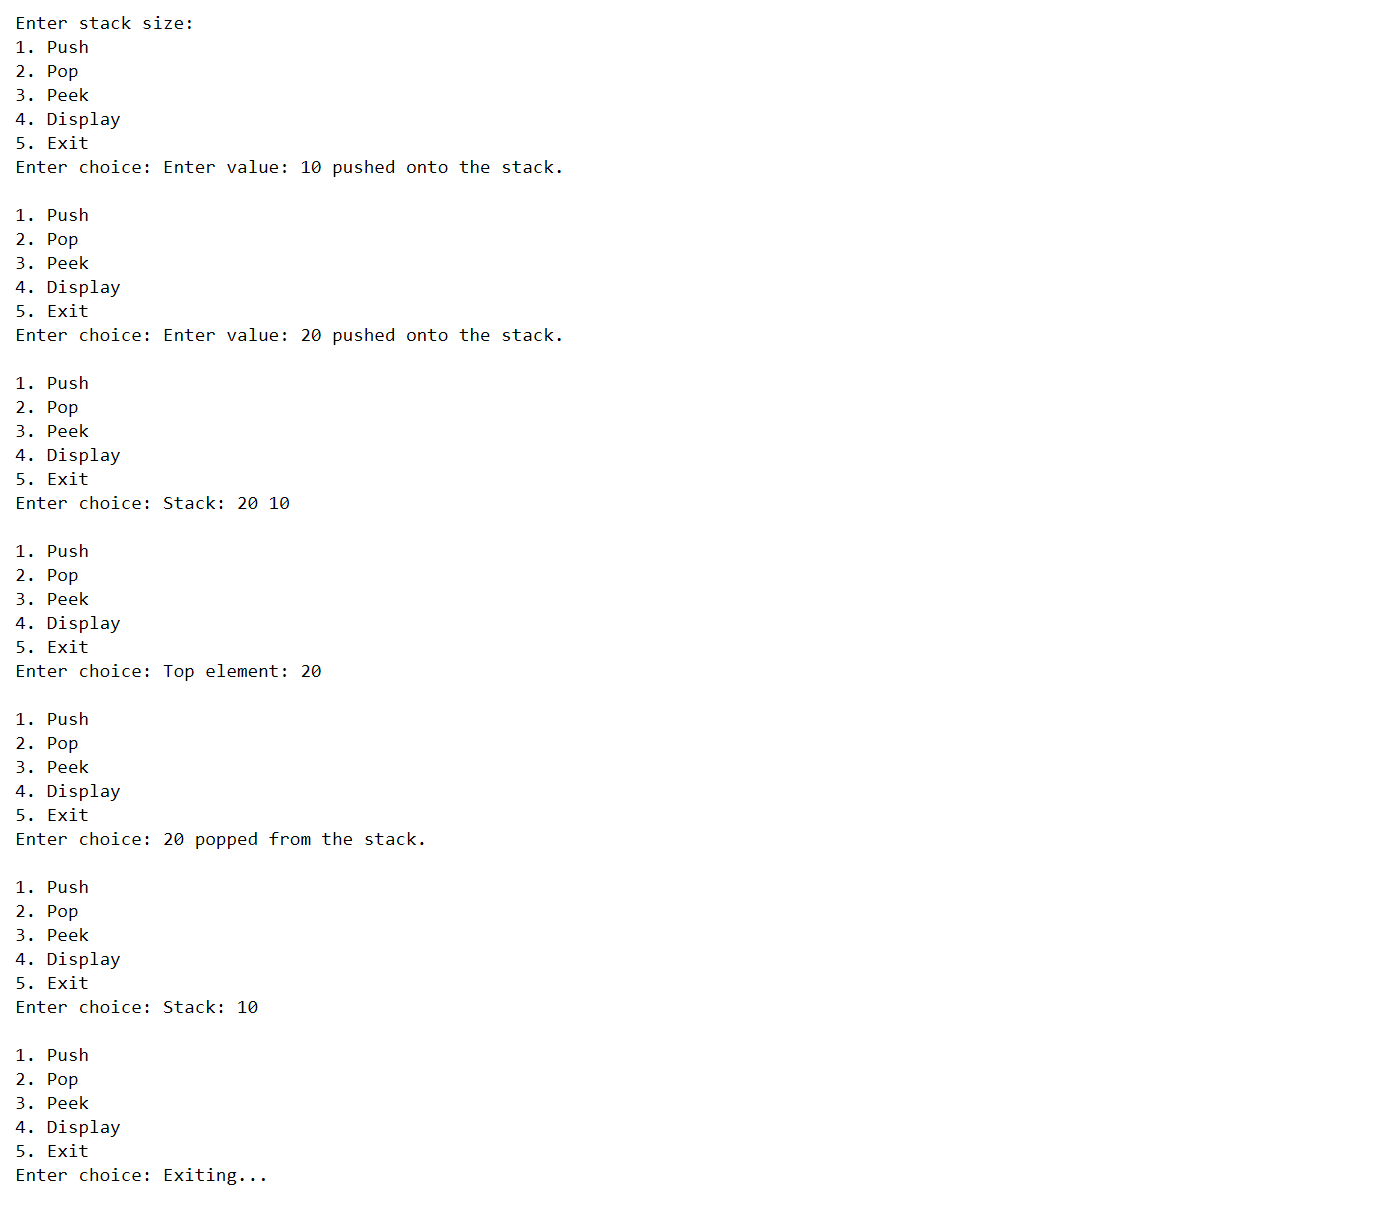 Enter stack size:
1. Push
2. Pop
3. Peek
4. Display
5. Exit
Enter choice: Enter value: 10 pushed onto the stack.
1. Push
2. Pop
3. Peek
4. Display
5. Exit
Enter choice: Enter value: 20 pushed onto the stack.
1. Push
2. Pop
3. Peek
4. Display
5. Exit
Enter choice: Stack: 20 10
1. Push
2. Pop
3. Peek
4. Display
5. Exit
Enter choice: Top element: 20
1. Push
2. Pop
3. Peek
4. Display
5. Exit
Enter choice: 20 popped from the stack.
1. Push
2. Pop
3. Peek
4. Display
5. Exit
Enter choice: Stack: 10
1. Push
2. Pop
3. Peek
4. Display
5. Exit
Enter choice: Exiting...